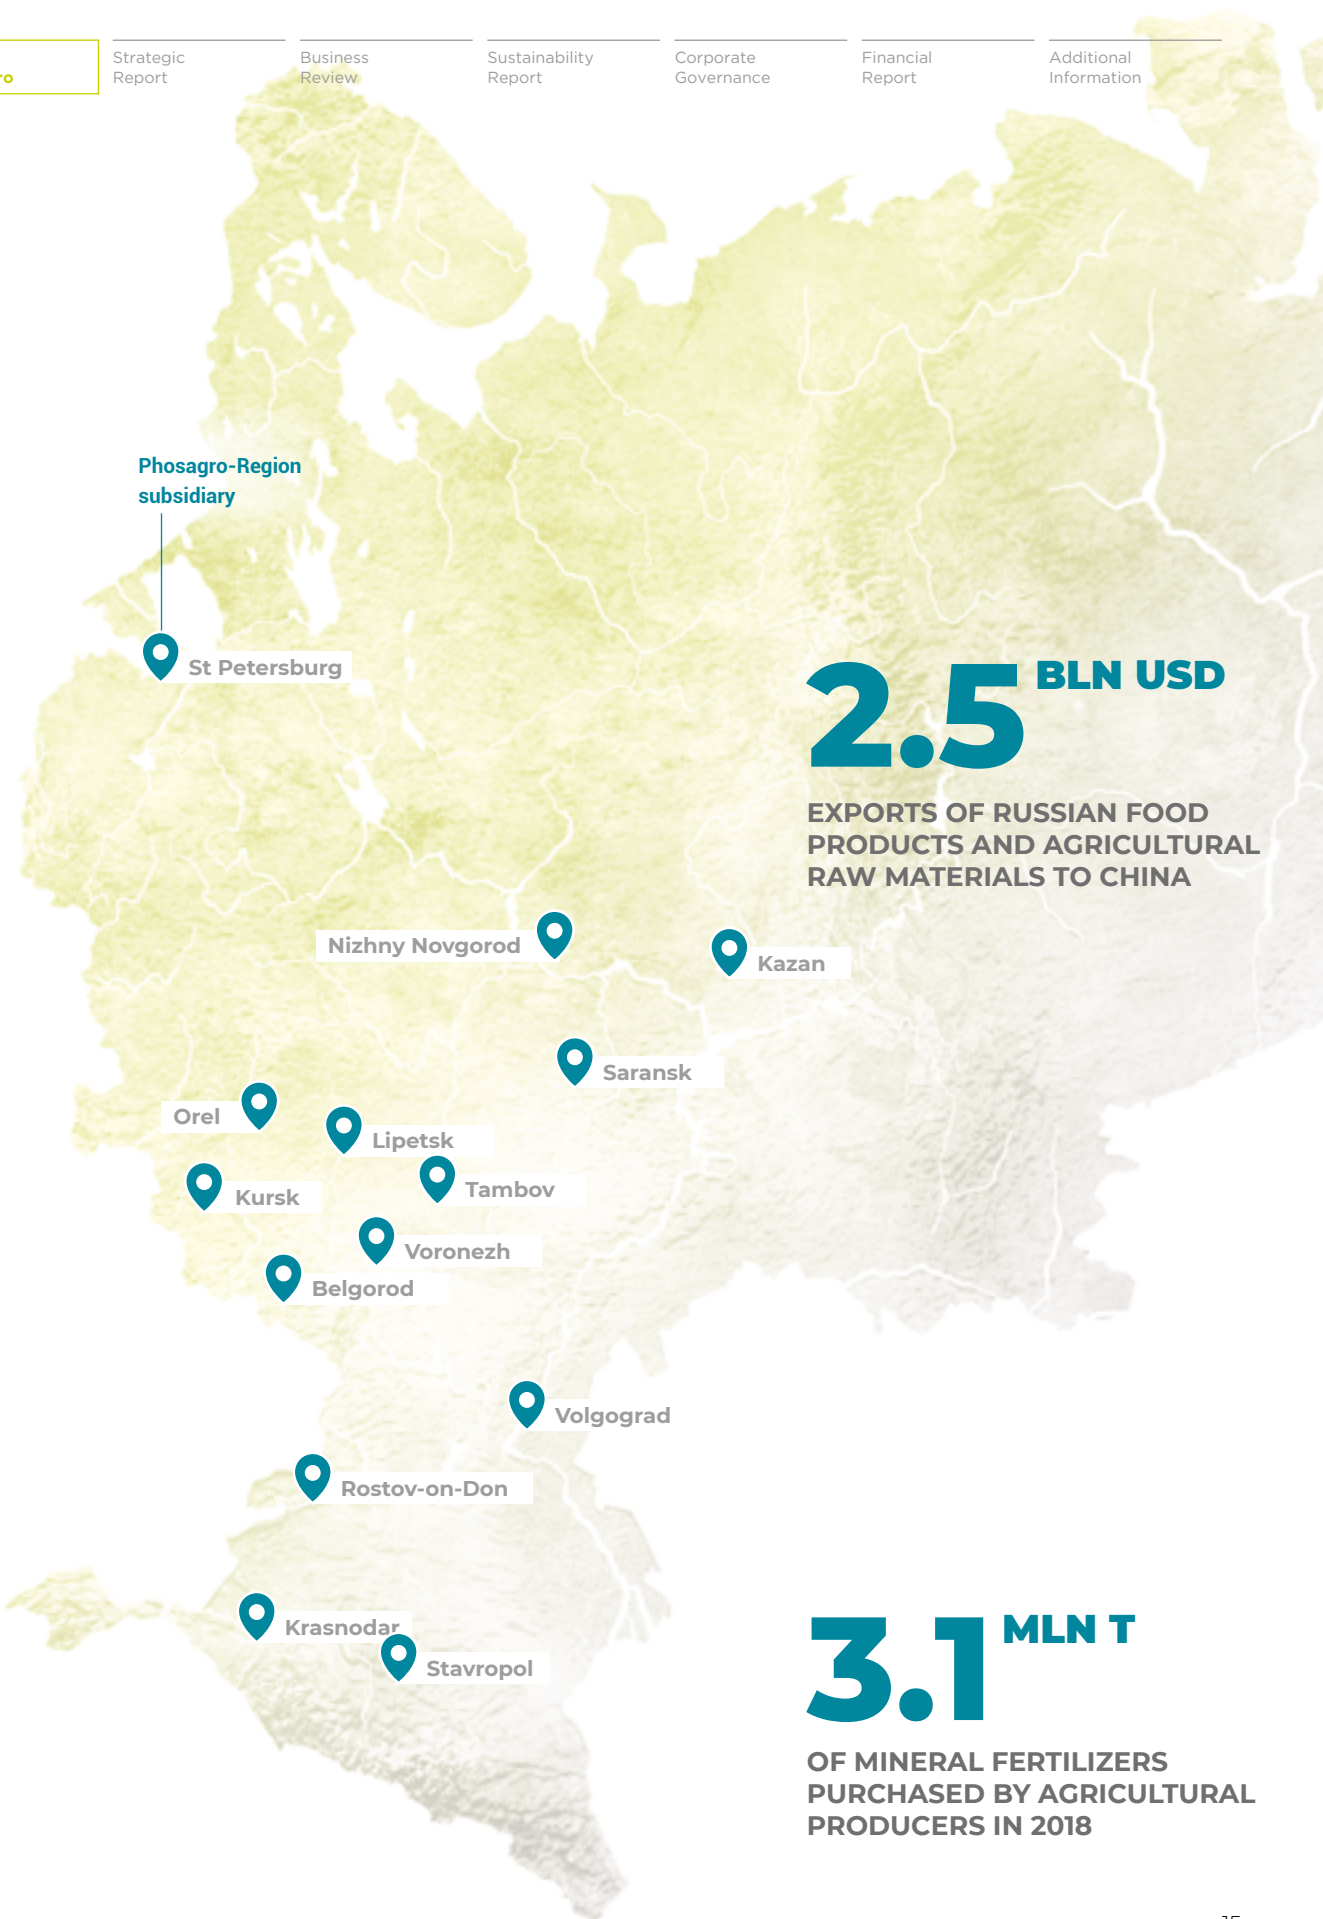 Strategic
Report
Business
Review
Sustainability
Report
Corporate
Governance
Financial
Report
Additional
Information
Phosagro-Region
subsidiary
St Petersburg
2.5 BLN USD
EXPORTS OF RUSSIAN FOOD
PRODUCTS AND AGRICULTURAL
RAW MATERIALS TO CHINA
Nizhny Novgorod
Kazan
Saransk
Orel
Lipetsk
Tambov
Kursk
Voronezh
Belgorod
Volgograd
Rostov-on-Don
Krasnodar
Stavropol
3.1 MLN T
OF MINERAL FERTILIZERS
PURCHASED BY AGRICULTURAL
PRODUCERS IN 2018